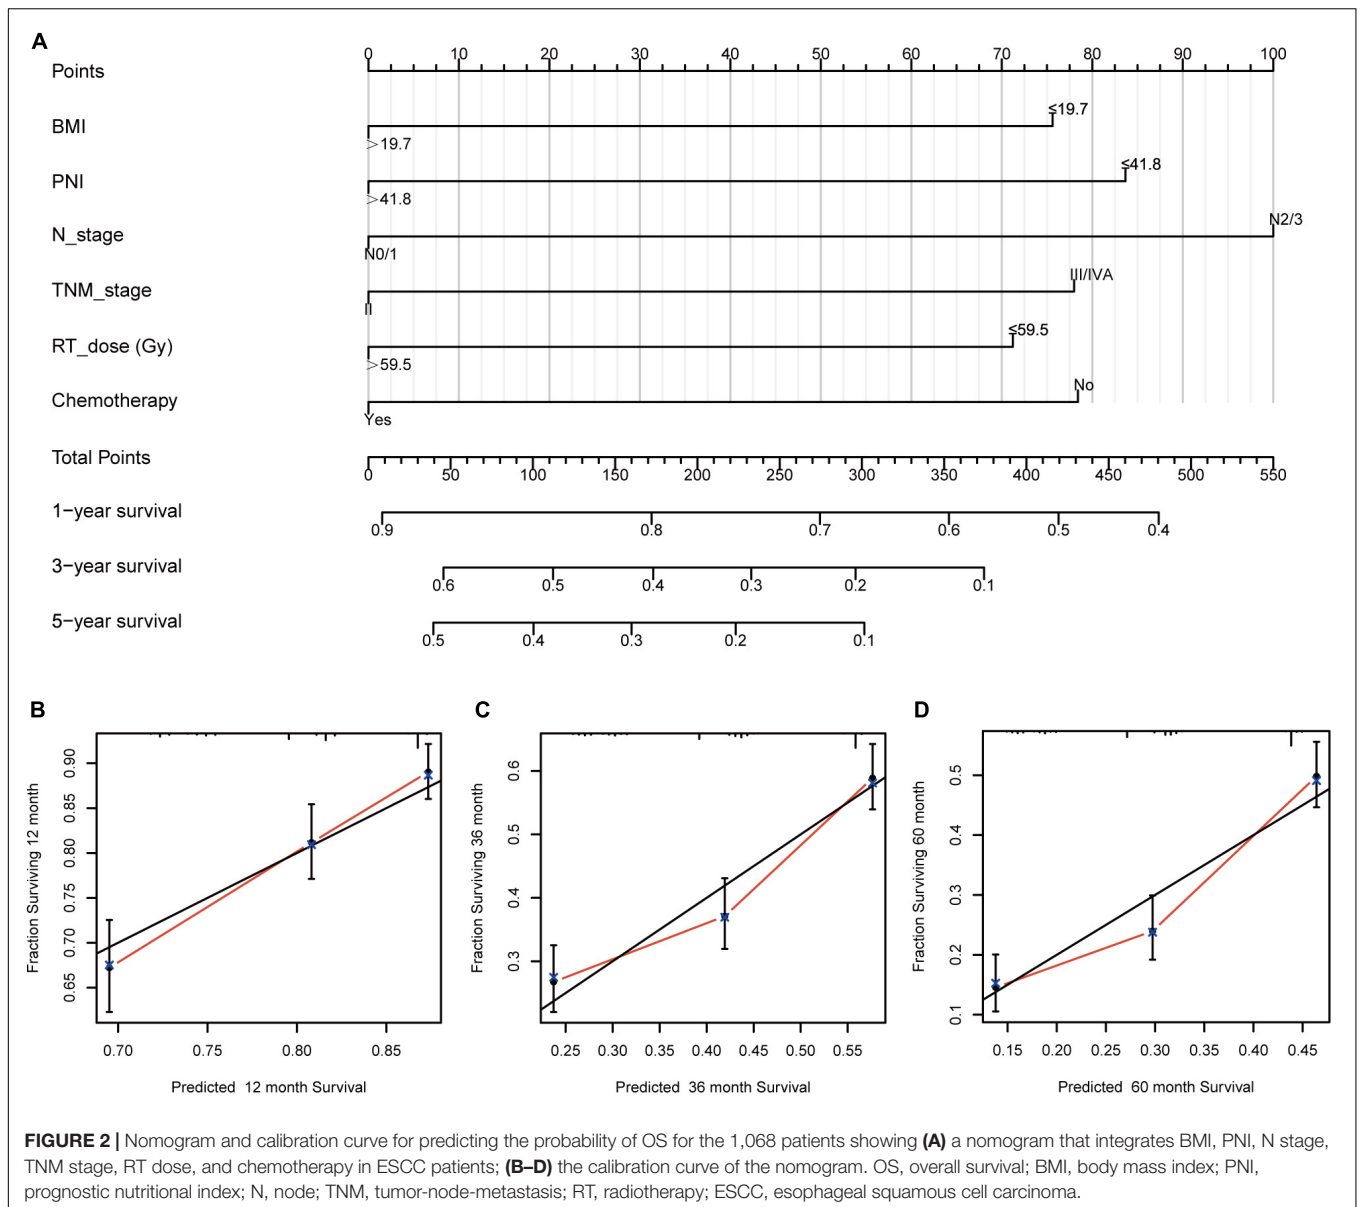 A
Points
0 10 20 30 40 50 60 70 80 90 100
BMI
≤19.7
>19.7
PNI
≤41.8
>41.8
N_stage
N2/3
N0/1
TNM_stage
III/IVA
II
RT_dose (Gy)
≤59.5
>59.5
Chemotherapy
No
Yes
Total Points
0 50 100 150 200 250 300 350 400 450 500 550
1−year survival
0.9 0.8 0.7 0.6 0.5 0.4
3−year survival
0.6 0.5 0.4 0.3 0.2 0.1
5−year survival
0.5 0.4 0.3 0.2 0.1
B
Fraction Surviving 12 month
0.65 0.70 0.75 0.80 0.85 0.90
0.70 0.75 0.80 0.85
Predicted 12 month Survival
C
Fraction Surviving 36 month
0.3 0.4 0.5 0.6
0.25 0.30 0.35 0.40 0.45 0.50 0.55
Predicted 36 month Survival
D
Fraction Surviving 60 month
0.1 0.2 0.3 0.4 0.5
0.15 0.20 0.25 0.30 0.35 0.40 0.45
Predicted 60 month Survival
FIGURE 2 | Nomogram and calibration curve for predicting the probability of OS for the 1,068 patients showing (A) a nomogram that integrates BMI, PNI, N stage,
TNM stage, RT dose, and chemotherapy in ESCC patients; (B–D) the calibration curve of the nomogram. OS, overall survival; BMI, body mass index; PNI,
prognostic nutritional index; N, node; TNM, tumor-node-metastasis; RT, radiotherapy; ESCC, esophageal squamous cell carcinoma.